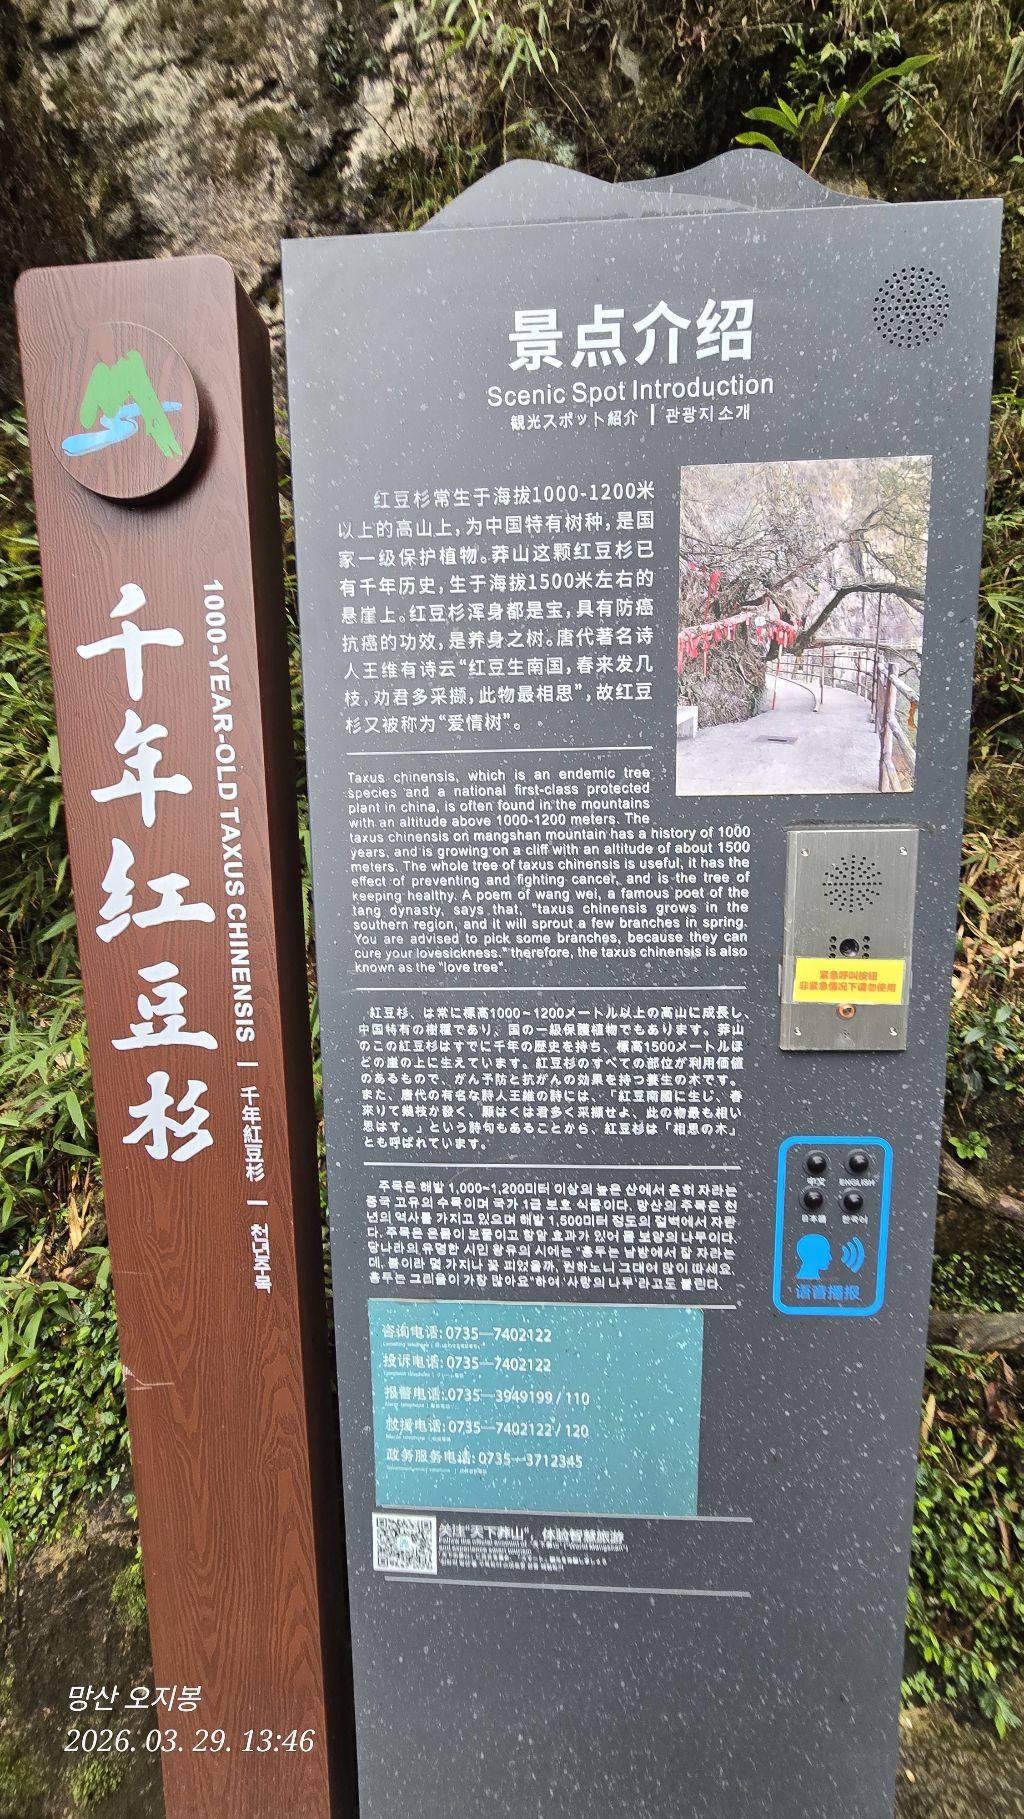 千年红豆杉
1000-YEAR-OLD TAXUS CHINENSIS | 千年紅豆杉 | 천년주목
景点介绍
Scenic Spot Introduction
観光スポット紹介 | 관광지 소개
红豆杉常生于海拔1000-1200米
以上的高山上,为中国特有树种,是国
家一级保护植物。莽山这颗红豆杉已
有千年历史,生于海拔1500米左右的
悬崖上。红豆杉浑身都是宝,具有防癌
抗癌的功效,是养身之树。唐代著名诗
人王维有诗云“红豆生南国,春来发几
枝,劝君多采撷,此物最相思”,故红豆
杉又被称为“爱情树”。
Taxus chinensis, which is an endemic tree
species and a national first-class protected
plant in china, is often found in the mountains
with an altitude above 1000-1200 meters. The
taxus chinensis on mangshan mountain has a history of 1000
years, and is growing on a cliff with an altitude of about 1500
meters. The whole tree of taxus chinensis is useful, it has the
effect of preventing and fighting cancer, and is the tree of
keeping healthy. A poem of wang wei, a famous poet of the
tang dynasty, says that, "taxus chinensis grows in the
southern region, and it will sprout a few branches in spring.
You are advised to pick some branches, because they can
cure your lovesickness." therefore, the taxus chinensis is also
known as the "love tree".
紅豆杉、は常に標高1000~1200メートル以上の高山に成長し、
中国特有の樹種であり、国の一級保護植物でもあります。莽山
のこの紅豆杉はすでに千年の歴史を持ち、標高1500メートルほ
どの崖の上に生えています。紅豆杉のすべての部位が利用価値
のあるもので、がん予防と抗がんの効果を持つ養生の木です。
また、唐代の有名な詩人王維の詩には、「紅豆南國に生じ、春
來りて幾枝か發く、願はくは君多く采擷せよ、此の物最も相い
思はす。」という詩句もあることから、紅豆杉は「相思の木」
とも呼ばれています。
주목은 해발 1,000~1,200미터 이상의 높은 산에서 흔히 자라는
중국 고유의 수목이며 국가 1급 보호 식물이다. 망산의 주목은 천
년의 역사를 가지고 있으며 해발 1,500미터 정도의 절벽에서 자란
다. 주목은 온몸이 보물이고 항암 효과가 있어 몸 보양의 나무이다.
당나라의 유명한 시인 왕유의 시에는 "홍두는 남방에서 잘 자라는
데, 봄이라 몇 가지나 꽃 피었을까. 권하노니 그대여 많이 따세요.
홍두는 그리움이 가장 많아요"하여 '사랑의 나무'라고도 불린다.
紧急呼叫按钮
非紧急情况下请勿使用
中文 ENGLISH
日本語 한국어
语音播报
咨询电话: 0735—7402122
投诉电话: 0735—7402122
报警电话: 0735—3949199 / 110
救援电话: 0735—7402122 / 120
政务服务电话: 0735—3712345
关注“天下莽山”，体验智慧旅游
망산 오지봉
2026. 03. 29. 13:46